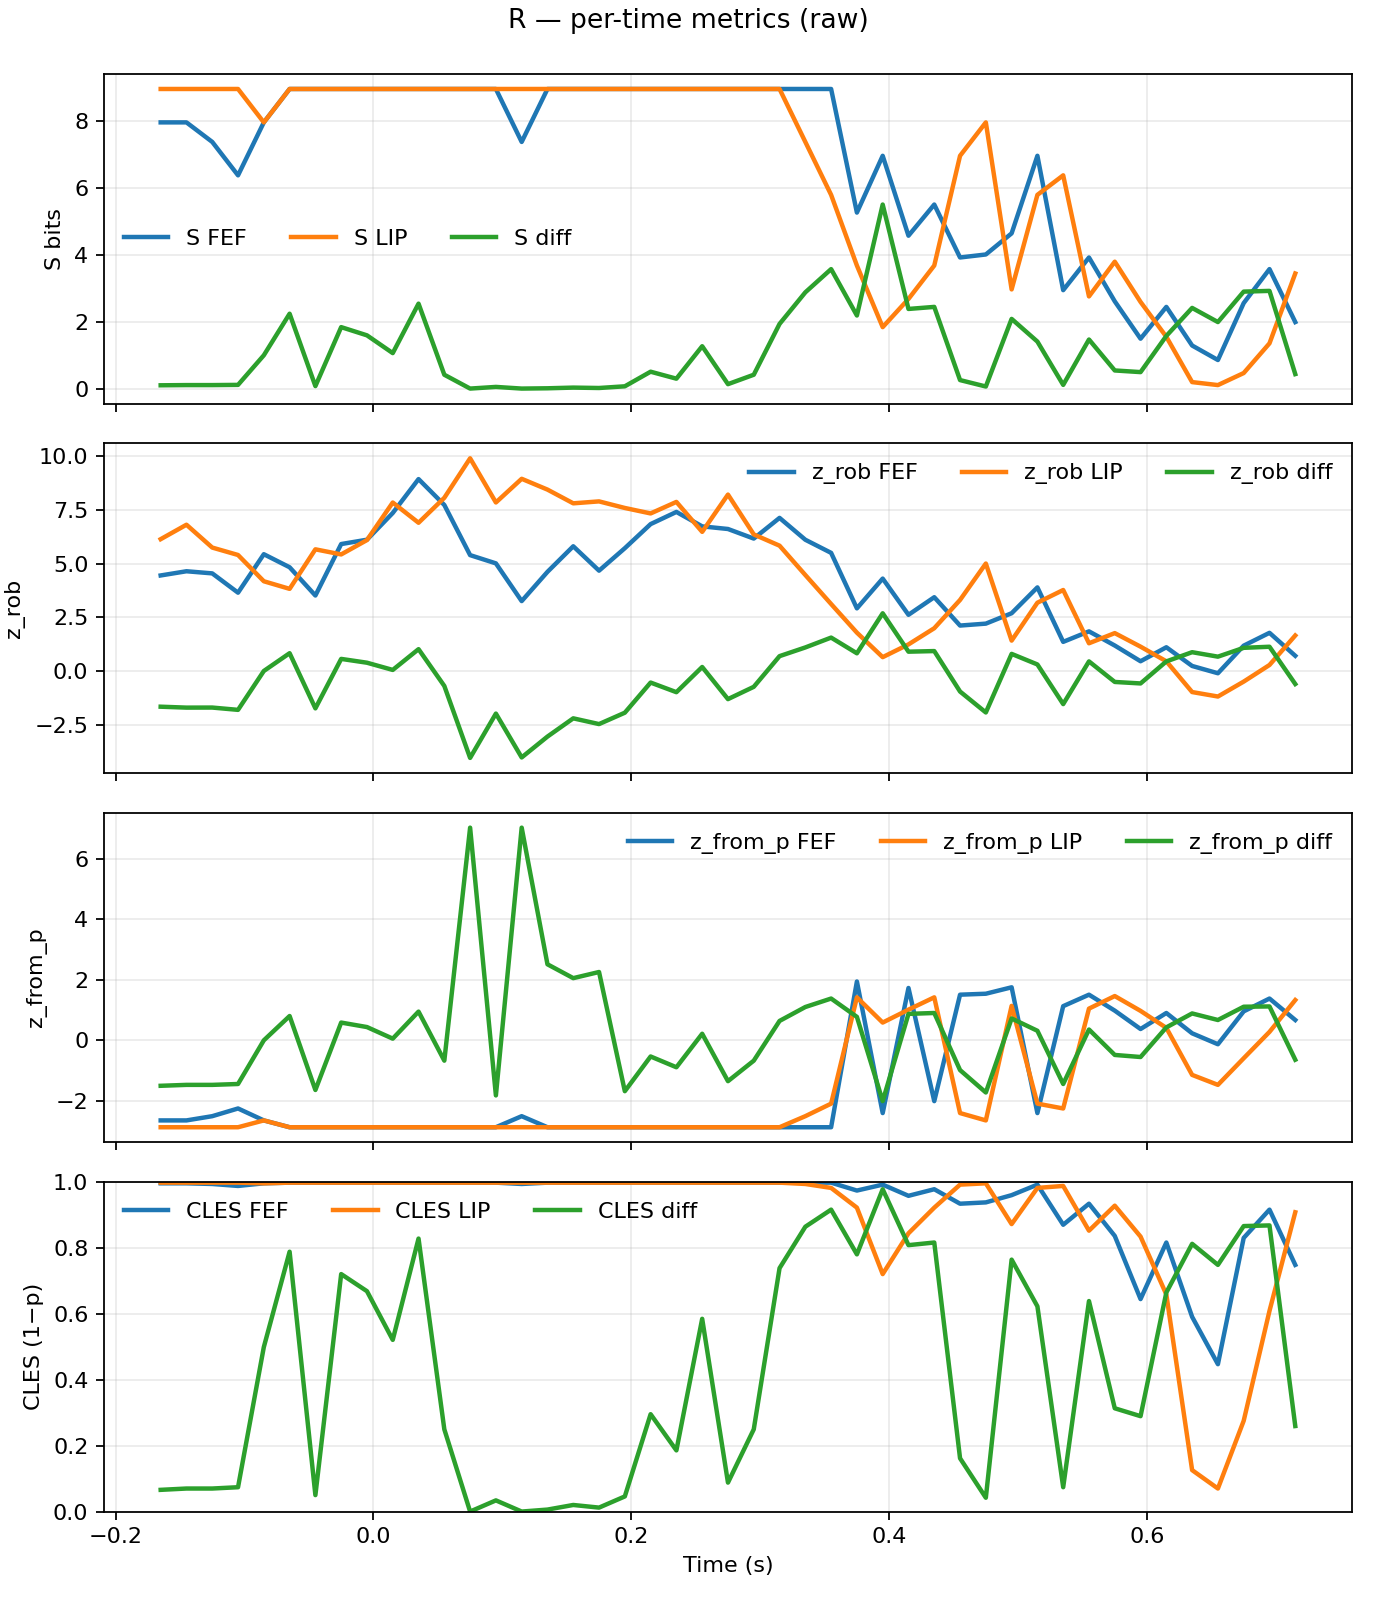 R — per-time metrics (raw)
S bits
8
6
4
2
0
S FEF S LIP S diff
z_rob
10.0
7.5
5.0
2.5
0.0
−2.5
z_rob FEF z_rob LIP z_rob diff
z_from_p
6
4
2
0
−2
z_from_p FEF z_from_p LIP z_from_p diff
CLES (1−p)
1.0
0.8
0.6
0.4
0.2
0.0
CLES FEF CLES LIP CLES diff
−0.2 0.0 0.2 0.4 0.6
Time (s)